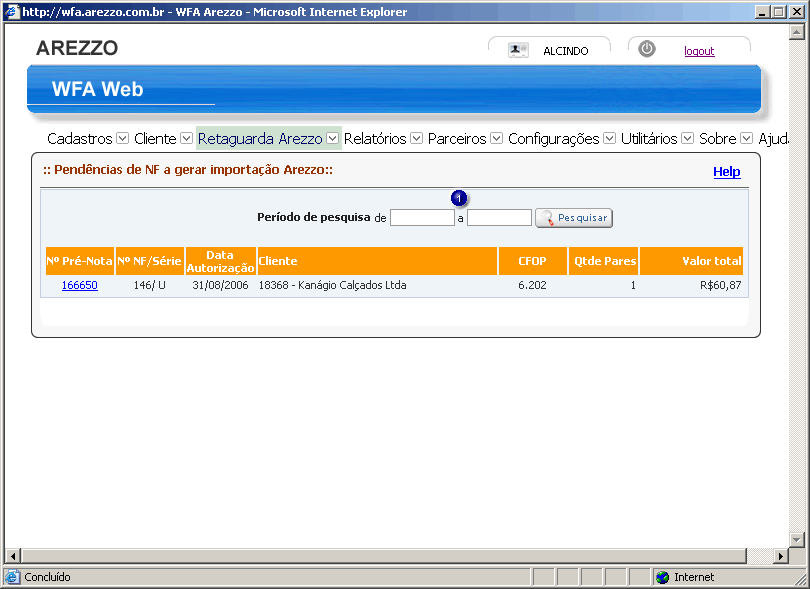 http://wfa.arezzo.com.br - WFA Arezzo - Microsoft Internet Explorer
AREZZO
ALCINDO
logout
WFA Web
Cadastros Cliente Retaguarda Arezzo Relatórios Parceiros Configurações Utilitários Sobre Ajuda
:: Pendências de NF a gerar importação Arezzo::
Help
1
Período de pesquisa de a Pesquisar
Nº Pré-Nota Nº NF/Série Data Autorização Cliente CFOP Qtde Pares Valor total
166650 146/ U 31/08/2006 18368 - Kanágio Calçados Ltda 6.202 1 R$60,87
Concluído
Internet